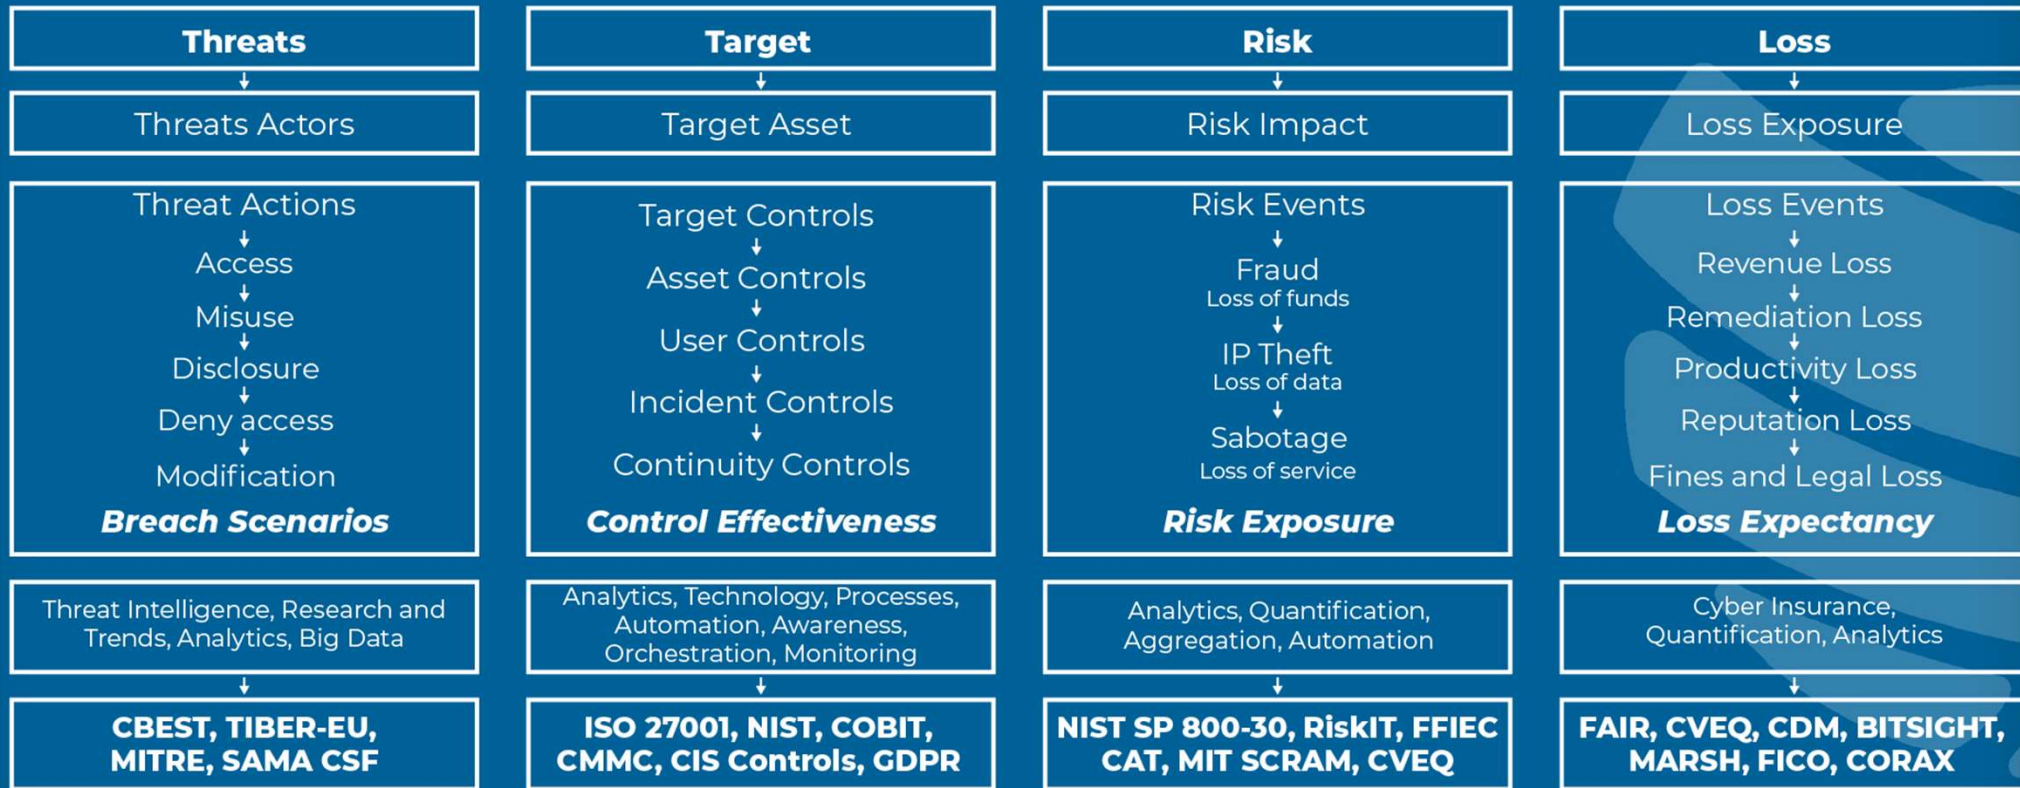 Threats
Threats Actors
Threat Actions
Access
Misuse
Disclosure
Deny access
Modification
Breach Scenarios
Threat Intelligence, Research and
Trends, Analytics, Big Data
CBEST, TIBER-EU,
MITRE, SAMA CSF
Target
Target Asset
Target Controls
Asset Controls
User Controls
Incident Controls
Continuity Controls
Control Effectiveness
Analytics, Technology, Processes,
Automation, Awareness,
Orchestration, Monitoring
ISO 27001, NIST, COBIT,
CMMC, CIS Controls, GDPR
Risk
Risk Impact
Risk Events
Fraud
Loss of funds
IP Theft
Loss of data
Sabotage
Loss of service
Risk Exposure
Analytics, Quantification,
Aggregation, Automation
NIST SP 800-30, RiskIT, FFIEC
CAT, MIT SCRAM, CVEQ
Loss
Loss Exposure
Loss Events
Revenue Loss
Remediation Loss
Productivity Loss
Reputation Loss
Fines and Legal Loss
Loss Expectancy
Cyber Insurance,
Quantification, Analytics
FAIR, CVEQ, CDM, BITSIGHT,
MARSH, FICO, CORAX